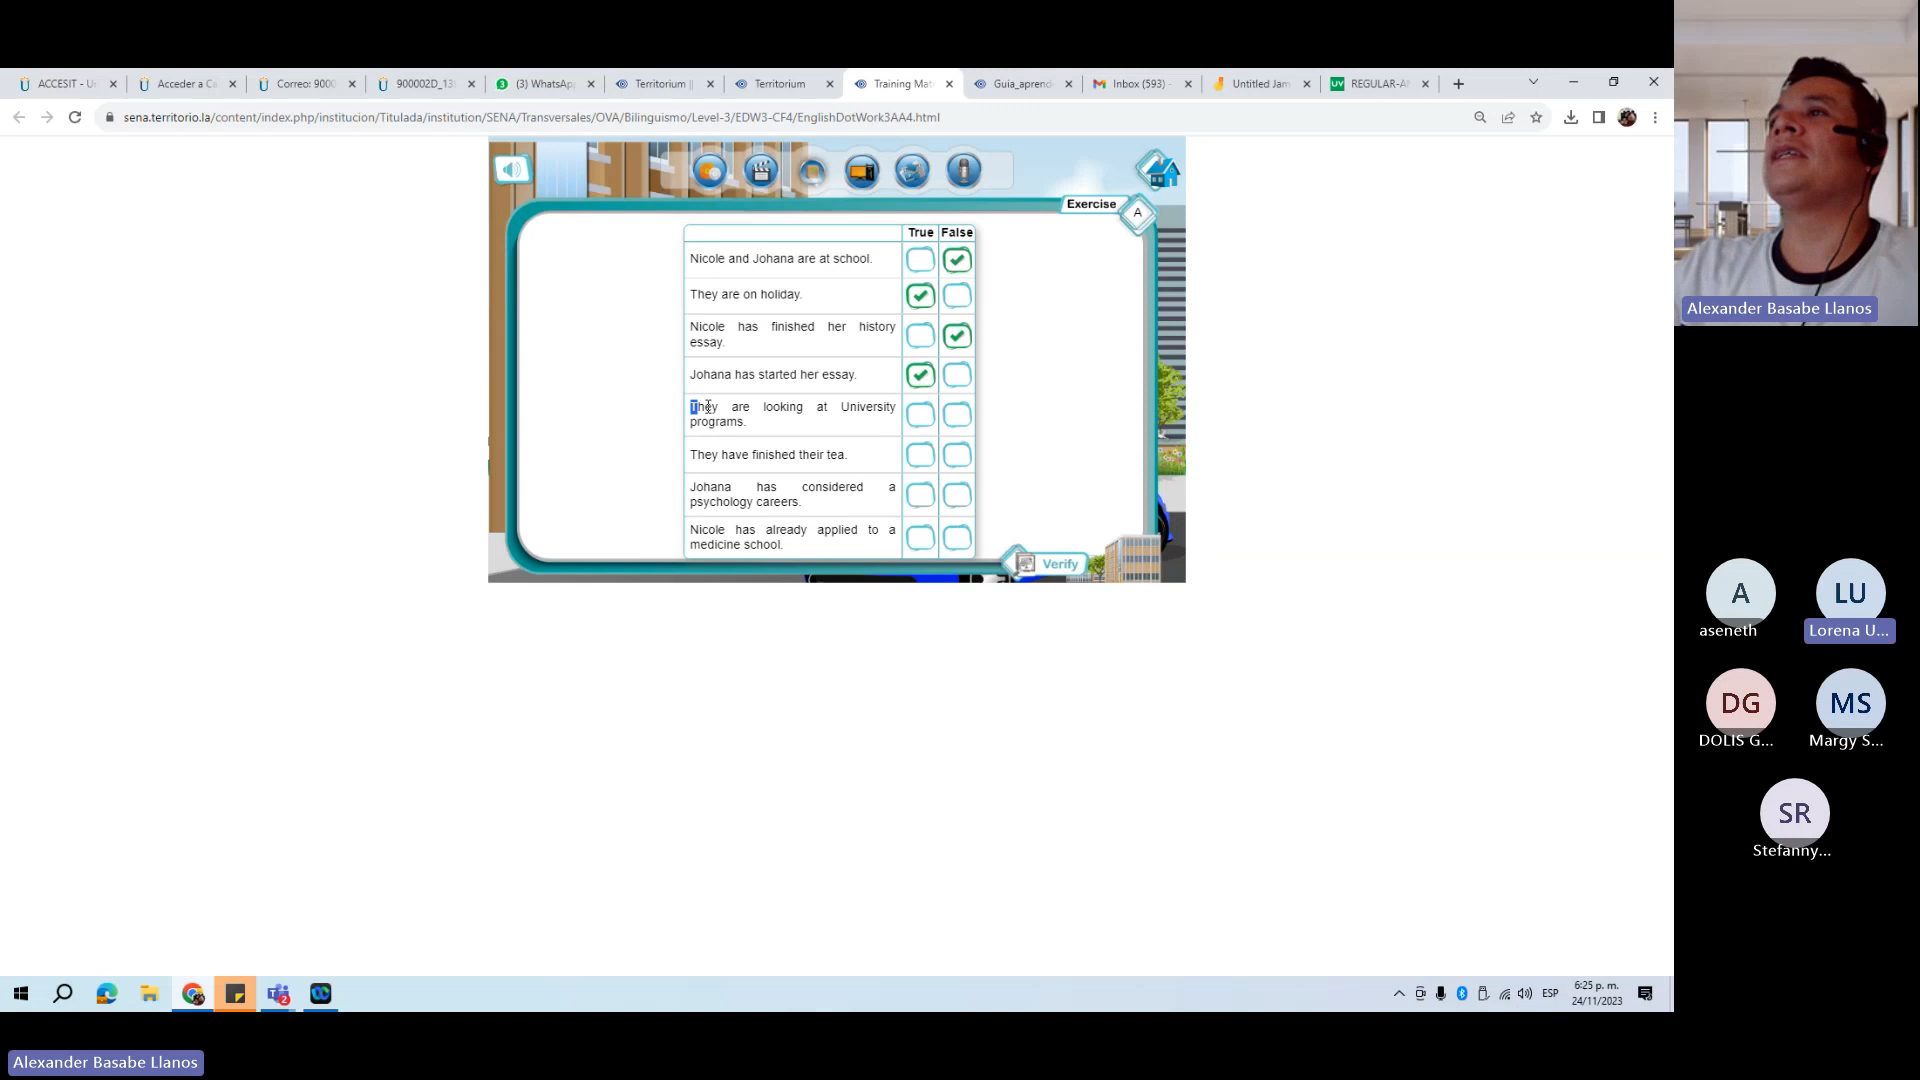 ACCESIT - U
Acceder a Ca
Correo: 9000
900002D_13
(3) WhatsAp
Territorium ||
Territorium
Training Mat
Guia_aprend
Inbox (593) -
Untitled Jam
REGULAR-A
sena.territorio.la/content/index.php/institucion/Titulada/institution/SENA/Transversales/OVA/Bilinguismo/Level-3/EDW3-CF4/EnglishDotWork3AA4.html
Exercise
A
True False
Nicole and Johana are at school.
They are on holiday.
Nicole has finished her history
essay.
Johana has started her essay.
They are looking at University
programs.
They have finished their tea.
Johana has considered a
psychology careers.
Nicole has already applied to a
medicine school.
Verify
Alexander Basabe Llanos
A
aseneth
LU
Lorena U...
DG
DOLIS G...
MS
Margy S...
SR
Stefanny...
2
ESP
6:25 p. m.
24/11/2023
Alexander Basabe Llanos